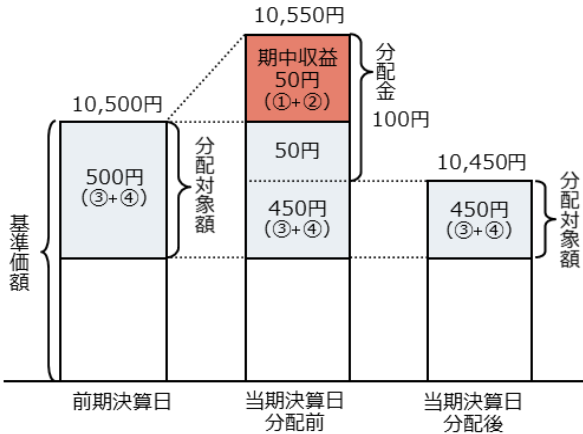 10,550円
期中収益
50円
(①+②)
分配金
100円
10,500円
50円
10,450円
500円
(③+④)
分配対象額
450円
(③+④)
450円
(③+④)
分配対象額
基準価額
前期決算日
当期決算日
分配前
当期決算日
分配後